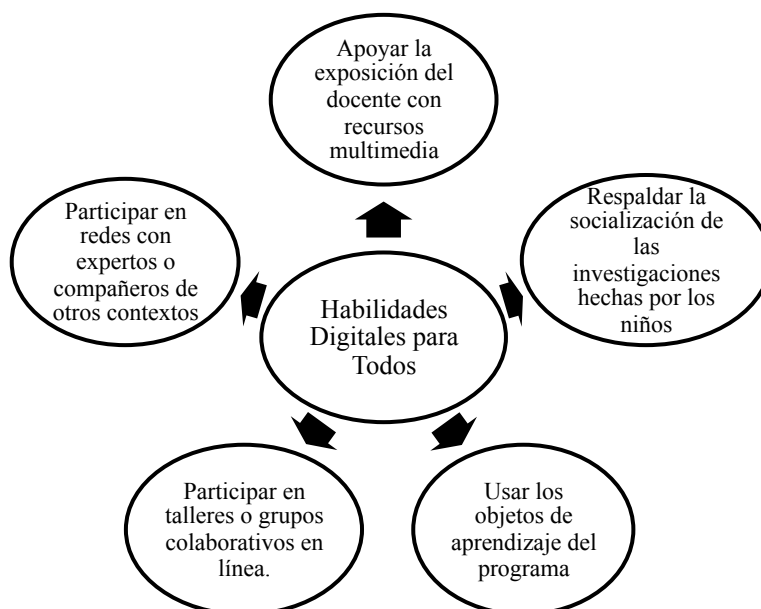 Apoyar la
exposición del
docente con
recursos
multimedia
Participar en
redes con
expertos o
compañeros de
otros contextos
Respaldar la
socialización de
las
investigaciones
hechas por los
niños
Habilidades
Digitales para
Todos
Participar en
talleres o grupos
colaborativos en
línea.
Usar los
objetos de
aprendizaje del
programa